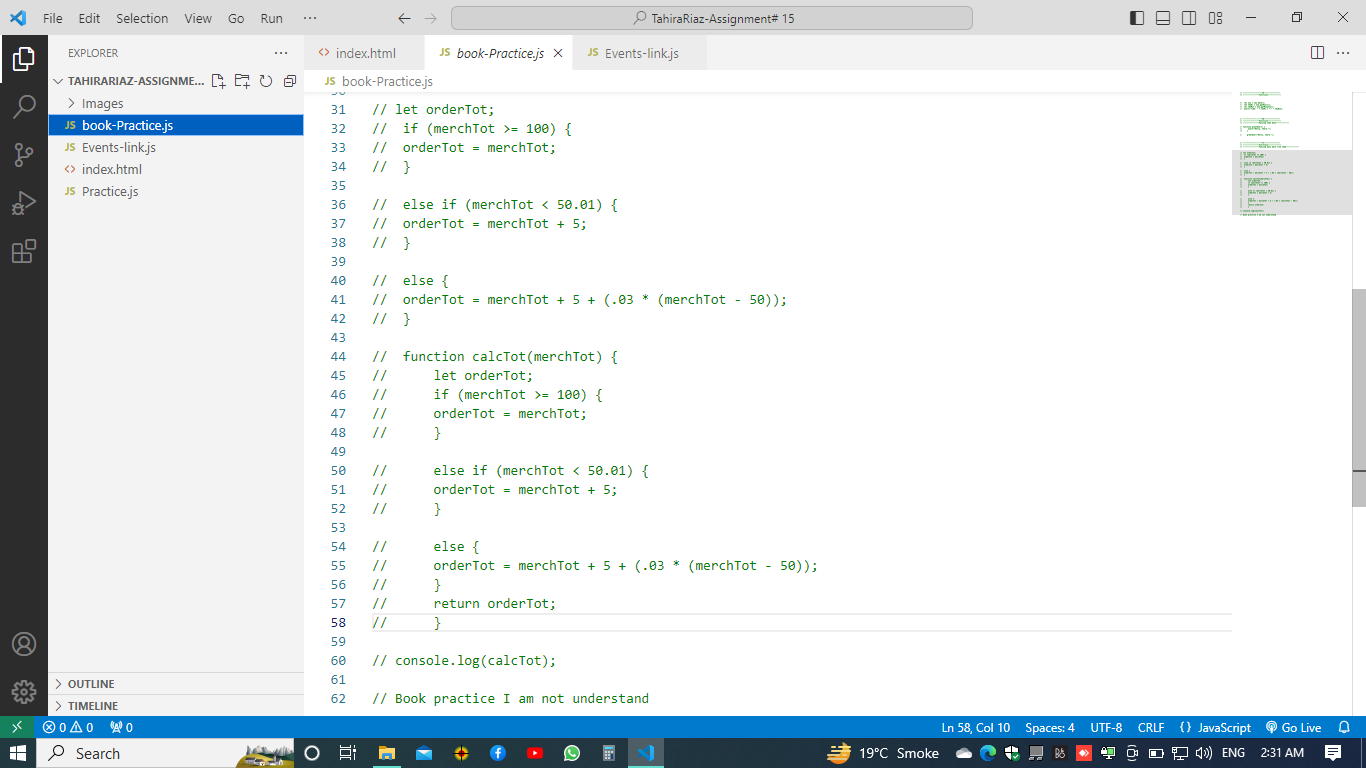 File Edit Selection View Go Run ··· TahiraRiaz-Assignment# 15
EXPLORER ···
TAHIRARIAZ-ASSIGNME...
Images
JS book-Practice.js
JS Events-link.js
<> index.html
JS Practice.js
OUTLINE
TIMELINE
<> index.html JS book-Practice.js JS Events-link.js
JS book-Practice.js
31 // let orderTot;
32 //  if (merchTot >= 100) {
33 //  orderTot = merchTot;
34 //  }
35
36 //  else if (merchTot < 50.01) {
37 //  orderTot = merchTot + 5;
38 //  }
39
40 //  else {
41 //  orderTot = merchTot + 5 + (.03 * (merchTot - 50));
42 //  }
43
44 //  function calcTot(merchTot) {
45 //      let orderTot;
46 //      if (merchTot >= 100) {
47 //      orderTot = merchTot;
48 //      }
49
50 //      else if (merchTot < 50.01) {
51 //      orderTot = merchTot + 5;
52 //      }
53
54 //      else {
55 //      orderTot = merchTot + 5 + (.03 * (merchTot - 50));
56 //      }
57 //      return orderTot;
58 //      }
59
60 // console.log(calcTot);
61
62 // Book practice I am not understand
0 0 0 Ln 58, Col 10 Spaces: 4 UTF-8 CRLF {} JavaScript Go Live
Search 19°C Smoke ENG 2:31 AM